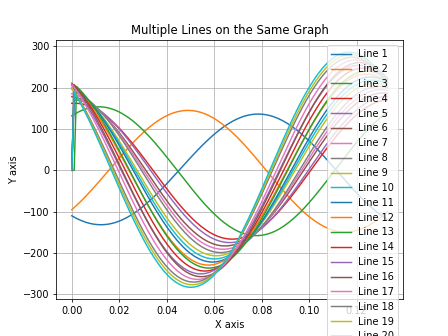 Multiple Lines on the Same Graph
Y axis
300
200
100
0
−100
−200
−300
0.00
0.02
0.04
0.06
0.08
0.10
X axis
Line 1
Line 2
Line 3
Line 4
Line 5
Line 6
Line 7
Line 8
Line 9
Line 10
Line 11
Line 12
Line 13
Line 14
Line 15
Line 16
Line 17
Line 18
Line 19
Line 20